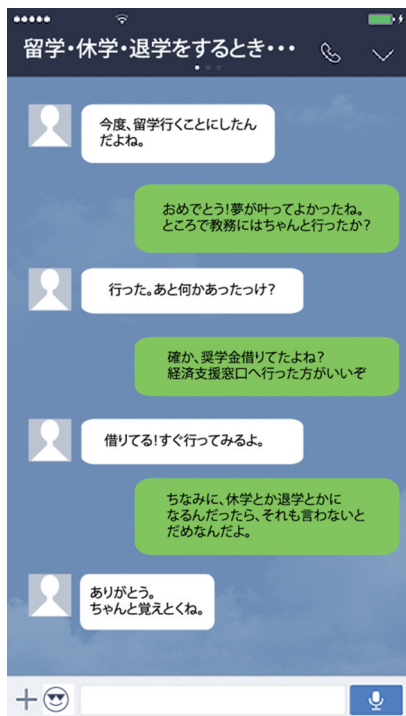 留学・休学・退学をするとき・・・
今度、留学行くことにしたん
だよね。
おめでとう!夢が叶ってよかったね。
ところで教務にはちゃんと行ったか?
行った。あと何かあったっけ?
確か、奨学金借りてたよね?
経済支援窓口へ行った方がいいぞ
借りてる!すぐ行ってみるよ。
ちなみに、休学とか退学とかに
なるんだったら、それも言わないと
だめなんだよ。
ありがとう。
ちゃんと覚えとくね。